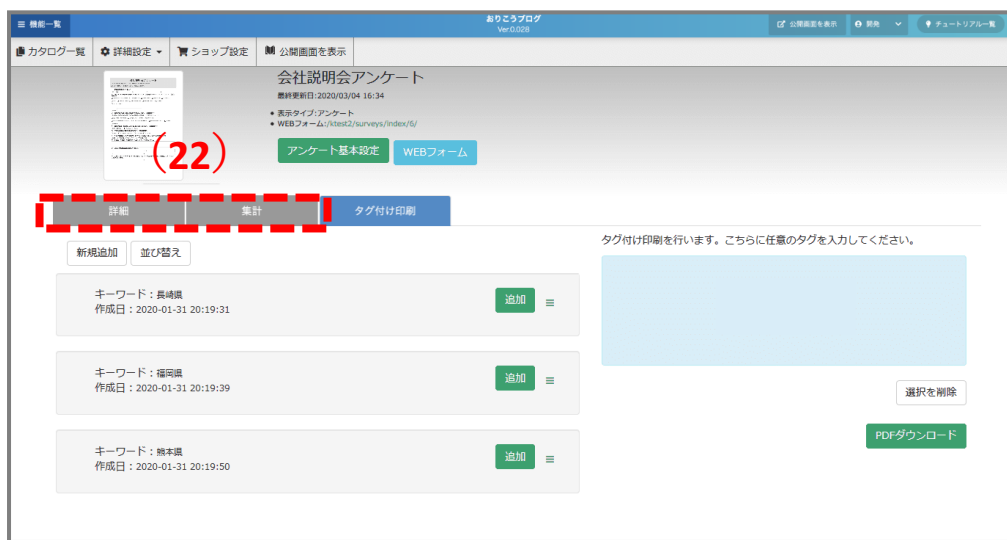 ≡ 機能一覧
おりこうブログ
Ver.0.028
公開画面を表示
開発
チュートリアル一覧
カタログ一覧
詳細設定
ショップ設定
公開画面を表示
会社説明会アンケート
最終更新日:2020/03/04 16:34
• 表示タイプ:アンケート
• WEBフォーム:/ktest2/surveys/index/6/
アンケート基本設定
WEBフォーム
（22）
詳細
集計
タグ付け印刷
新規追加
並び替え
タグ付け印刷を行います。こちらに任意のタグを入力してください。
キーワード：長崎県
作成日：2020-01-31 20:19:31
追加
キーワード：福岡県
作成日：2020-01-31 20:19:39
追加
選択を削除
PDFダウンロード
キーワード：熊本県
作成日：2020-01-31 20:19:50
追加